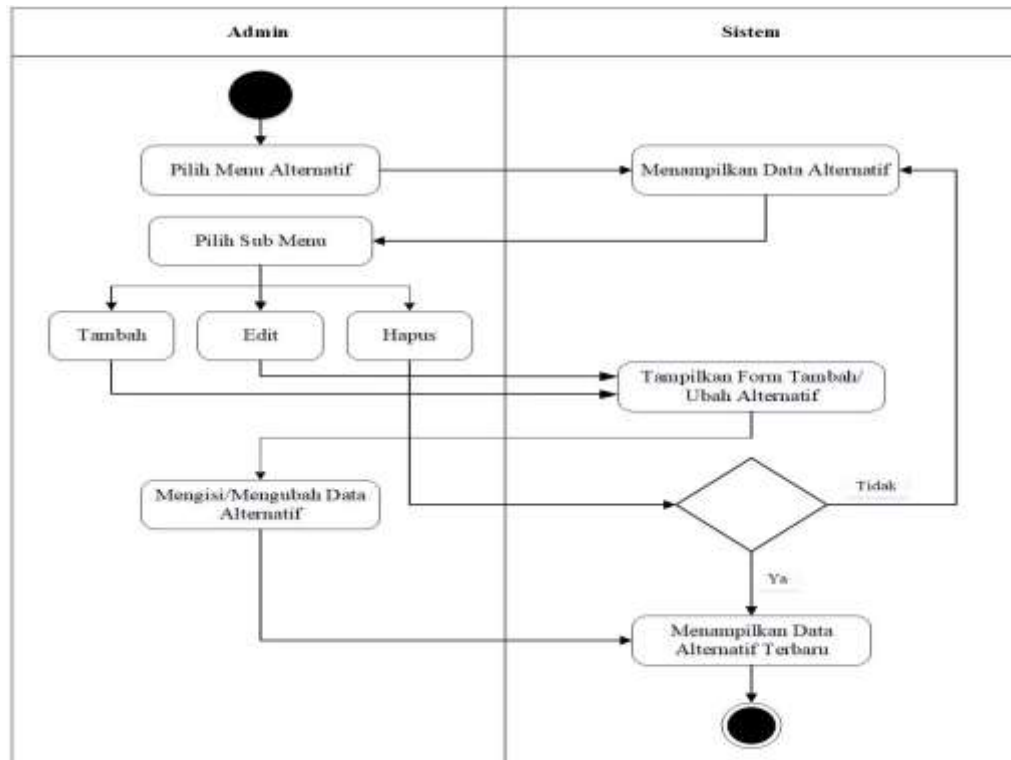 Admin
Sistem
Pilih Menu Alternatif
Menampilkan Data Alternatif
Pilih Sub Menu
Tambah
Edit
Hapus
Tampilkan Form Tambah/
Ubah Alternatif
Mengisi/Mengubah Data
Alternatif
Tidak
Ya
Menampilkan Data
Alternatif Terbaru